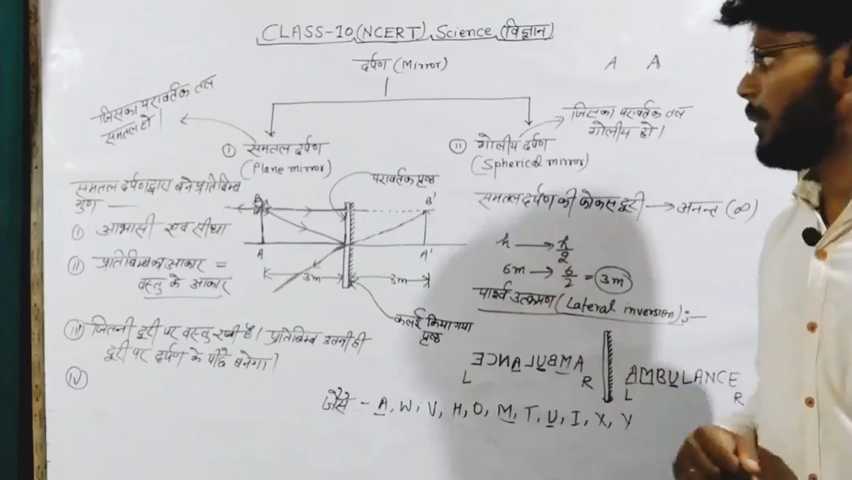 CLASS-10 (NCERT) Science (विज्ञान)
दर्पण (Mirror)
A A
जिसका परावर्तक तल
समतल हो।
जिसका परावर्तक तल
गोलीय हो।
(i) समतल दर्पण
(Plane mirror)
(ii) गोलीय दर्पण
(Spherical mirror)
समतल दर्पण द्वारा बने प्रतिबिम्ब
गुण
(i) आभासी एवं सीधा
(ii) प्रतिबिम्ब का आकार =
वस्तु के आकार
(iii) जितनी दूरी पर वस्तु रखी है। प्रतिबिम्ब उतनी ही
दूरी पर दर्पण के पीछे बनेगा।
(iv)
परावर्तक पृष्ठ
B B'
A A'
3m 3m
कलई किया गया
पृष्ठ
समतल दर्पण की फोकस दूरी → अनन्त (∞)
h → h/2
6m → 6/2 = 3m
पार्श्व उत्क्रमण (Lateral inversion) :-
AMBULANCE AMBULANCE
L R L R
जैसे :- A, W, V, H, O, M, T, U, I, X, Y